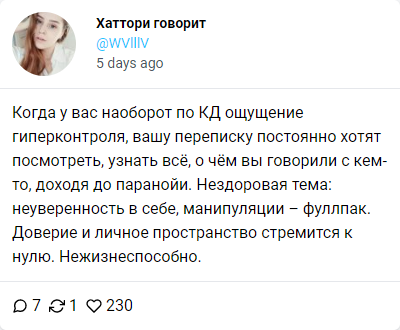 Хаттори говорит
@WVlllV
5 days ago
Когда у вас наоборот по КД ощущение
гиперконтроля, вашу переписку постоянно хотят
посмотреть, узнать всё, о чём вы говорили с кем-
то, доходя до паранойи. Нездоровая тема:
неуверенность в себе, манипуляции – фуллпак.
Доверие и личное пространство стремится к
нулю. Нежизнеспособно.
7 1 230